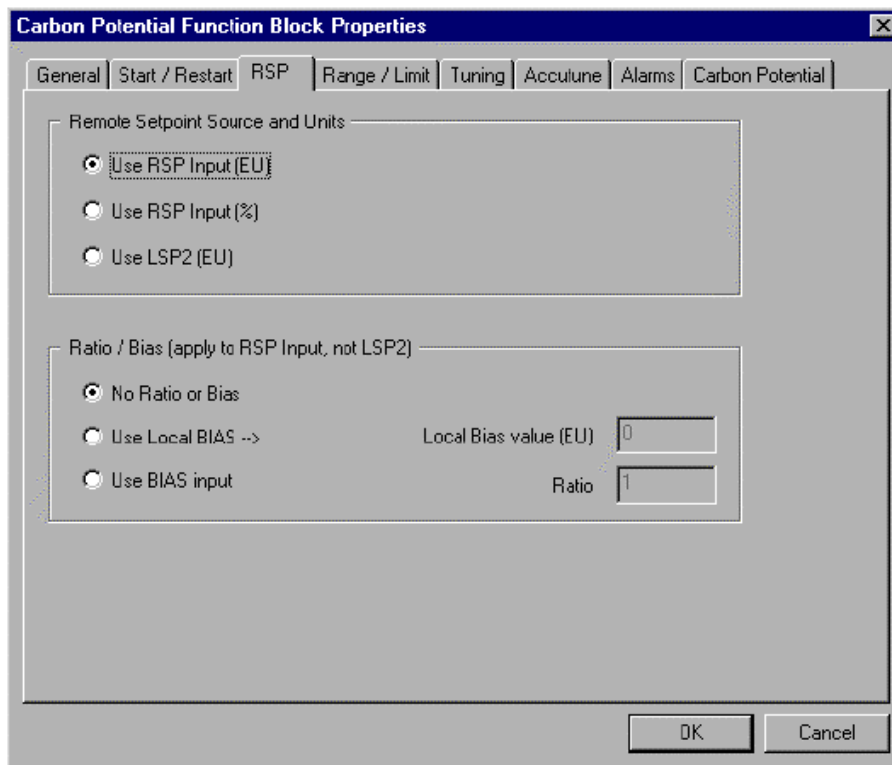 Carbon Potential Function Block Properties
General Start / Restart RSP Range / Limit Tuning Accutune Alarms Carbon Potential
Remote Setpoint Source and Units
Use RSP Input (EU)
Use RSP Input (%)
Use LSP2 (EU)
Ratio / Bias (apply to RSP Input, not LSP2)
No Ratio or Bias
Use Local BIAS --> Local Bias value (EU) 0
Use BIAS input Ratio 1
OK Cancel